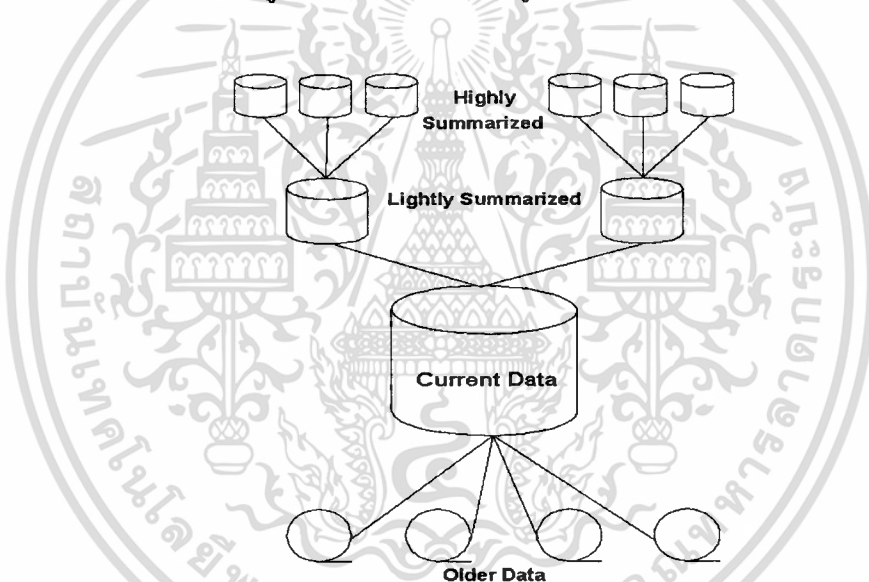 Highly
Summarized
Lightly Summarized
Current Data
Older Data